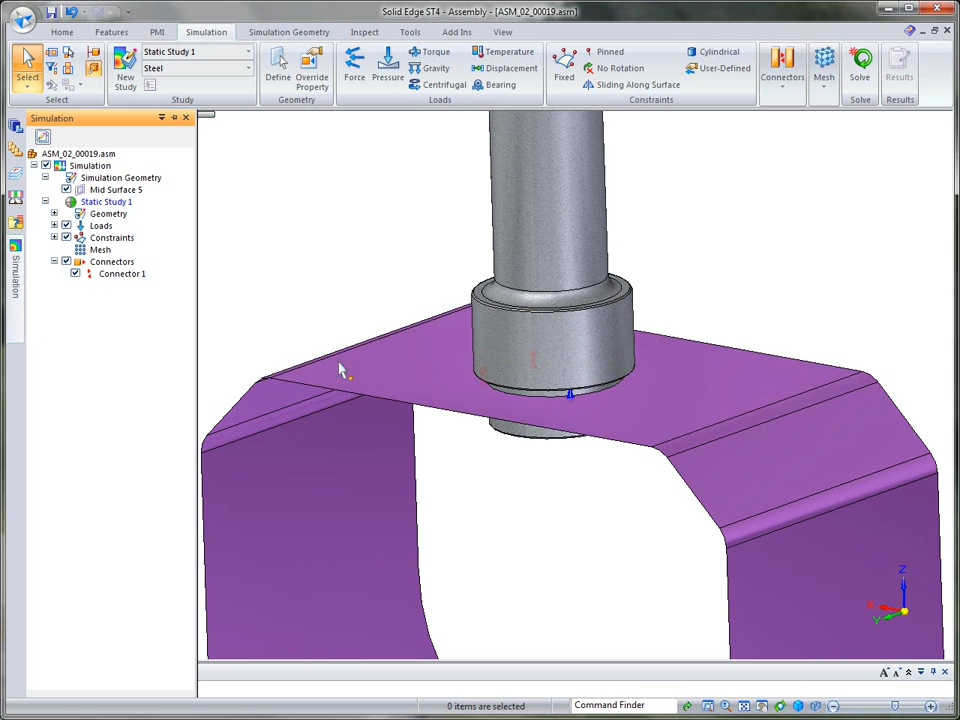 Solid Edge ST4 - Assembly - [ASM_02_00019.asm]
Home Features PMI Simulation Simulation Geometry Inspect Tools Add Ins View
Select
Select
New Study
Static Study 1
Steel
Study
Define
Override Property
Geometry
Force
Pressure
Torque
Gravity
Centrifugal
Temperature
Displacement
Bearing
Loads
Fixed
Pinned
No Rotation
Sliding Along Surface
Cylindrical
User-Defined
Constraints
Connectors
Mesh
Solve
Solve
Results
Results
Simulation
ASM_02_00019.asm
Simulation
Simulation Geometry
Mid Surface 5
Static Study 1
Geometry
Loads
Constraints
Mesh
Connectors
Connector 1
Simulation
Z
X
Y
0 items are selected
Command Finder